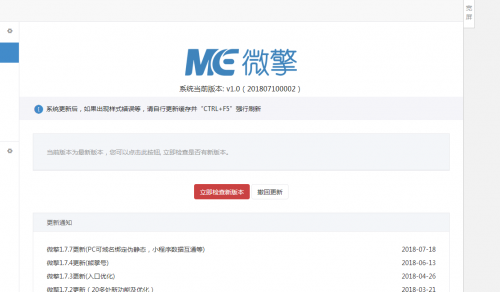 宽屏
微擎
系统当前版本: v1.0（201807100002）
系统更新后，如果出现样式错误等，请自行更新缓存并 "CTRL+F5" 强行刷新
当前版本为最新版本，您可以点击此按钮, 立即检查是否有新版本。
立即检查新版本 撤回更新
更新通知
微擎1.7.7更新(PC可域名绑定伪静态，小程序数据互通等) 2018-07-18
微擎1.7.4更新(熊掌号) 2018-06-13
微擎1.7.3更新(入口优化) 2018-04-26
微擎1.7.2更新（20多处新功能及优化） 2018-03-21